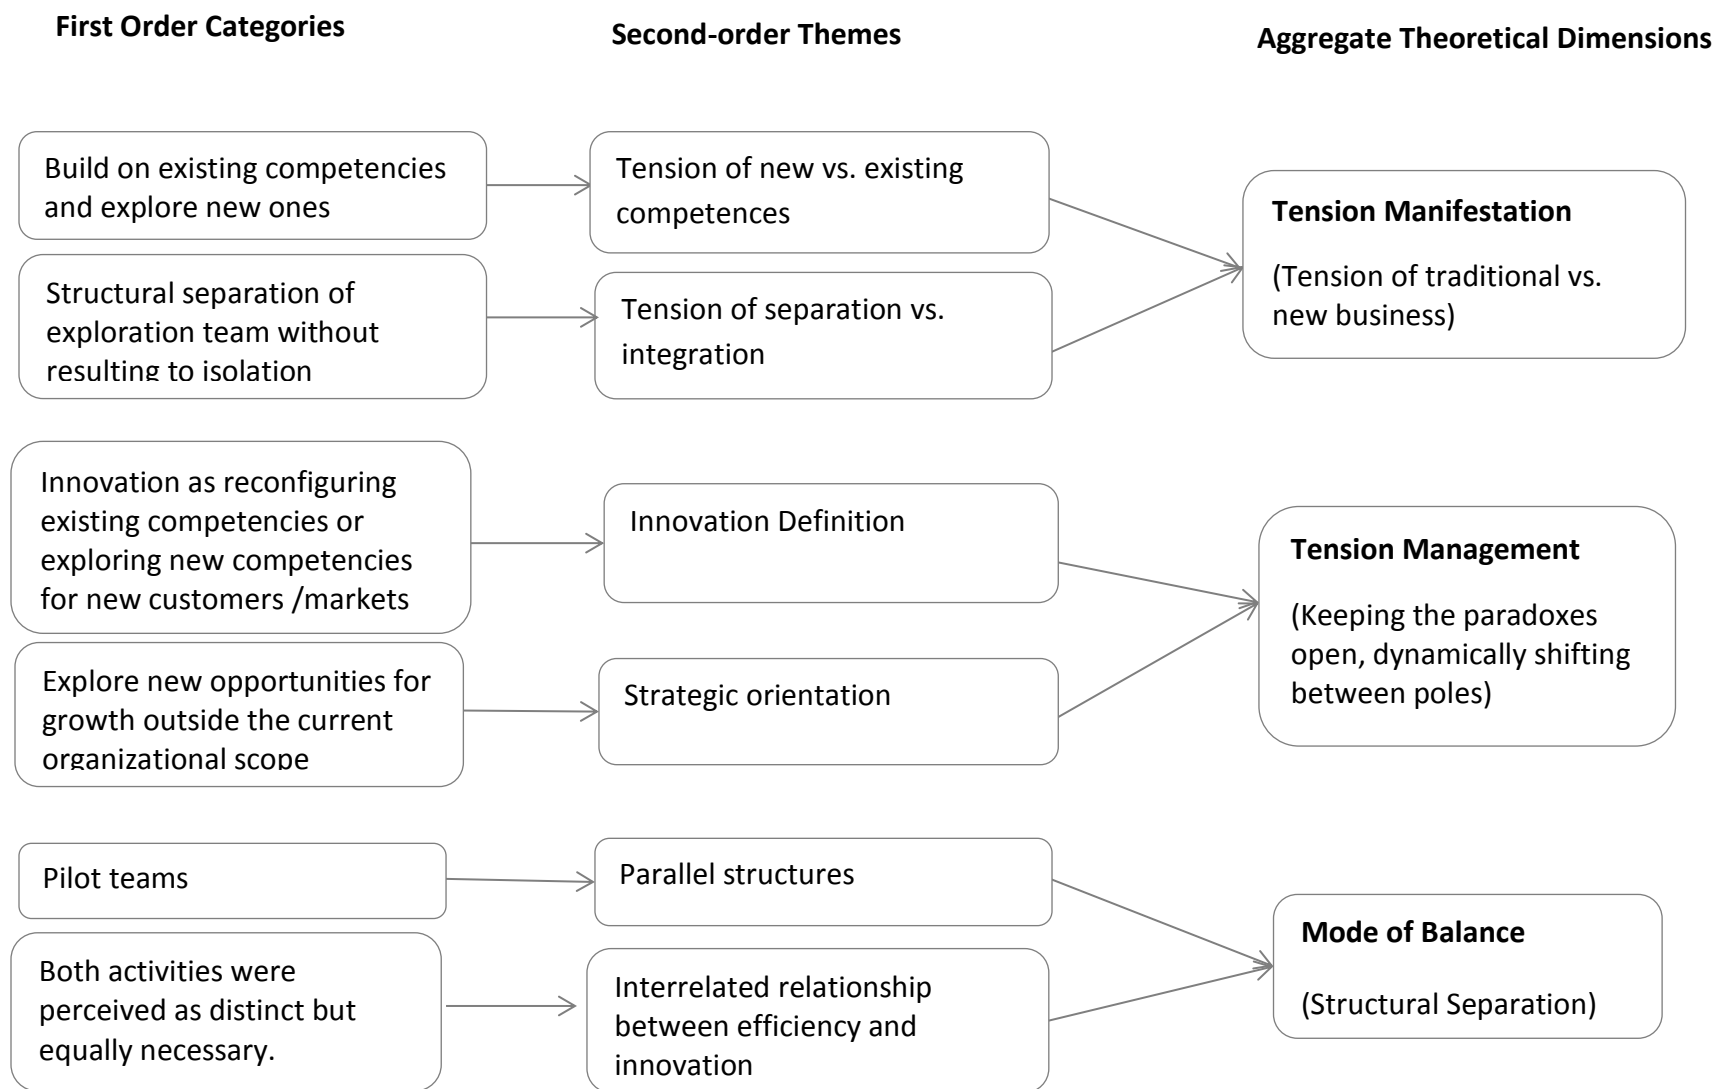 First Order Categories
Second-order Themes
Aggregate Theoretical Dimensions
Build on existing competencies
and explore new ones
Tension of new vs. existing
competences
Tension Manifestation
(Tension of traditional vs.
new business)
Structural separation of
exploration team without
resulting to isolation
Tension of separation vs.
integration
Innovation as reconfiguring
existing competencies or
exploring new competencies
for new customers /markets
Innovation Definition
Tension Management
(Keeping the paradoxes
open, dynamically shifting
between poles)
Explore new opportunities for
growth outside the current
organizational scope
Strategic orientation
Pilot teams
Parallel structures
Mode of Balance
(Structural Separation)
Both activities were
perceived as distinct but
equally necessary.
Interrelated relationship
between efficiency and
innovation